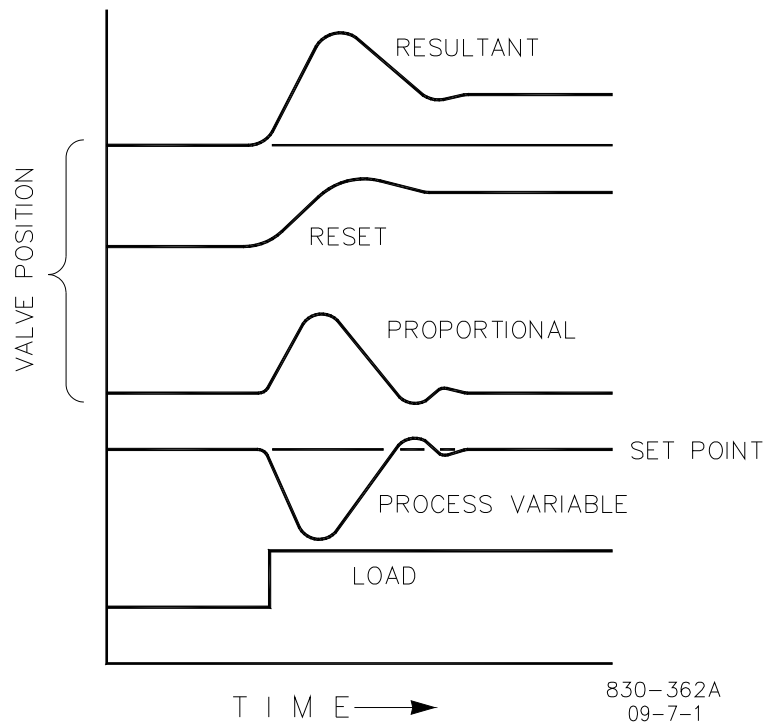 RESULTANT
VALVE POSITION
RESET
PROPORTIONAL
SET POINT
PROCESS VARIABLE
LOAD
TIME
830-362A
09-7-1